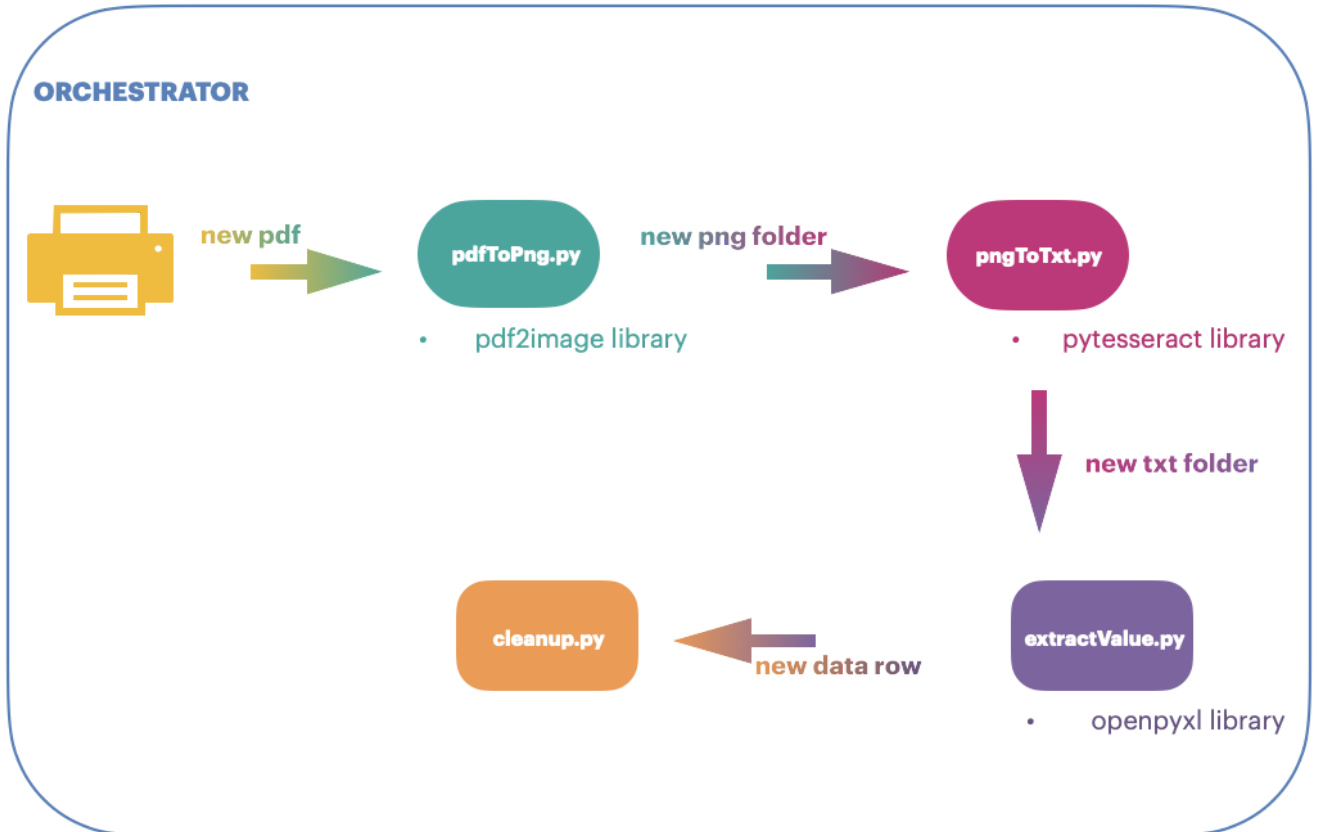 ORCHESTRATOR
new pdf
pdfToPng.py
new png folder
pngToTxt.py
• pdf2image library
• pytesseract library
new txt folder
cleanup.py
new data row
extractValue.py
• openpyxl library